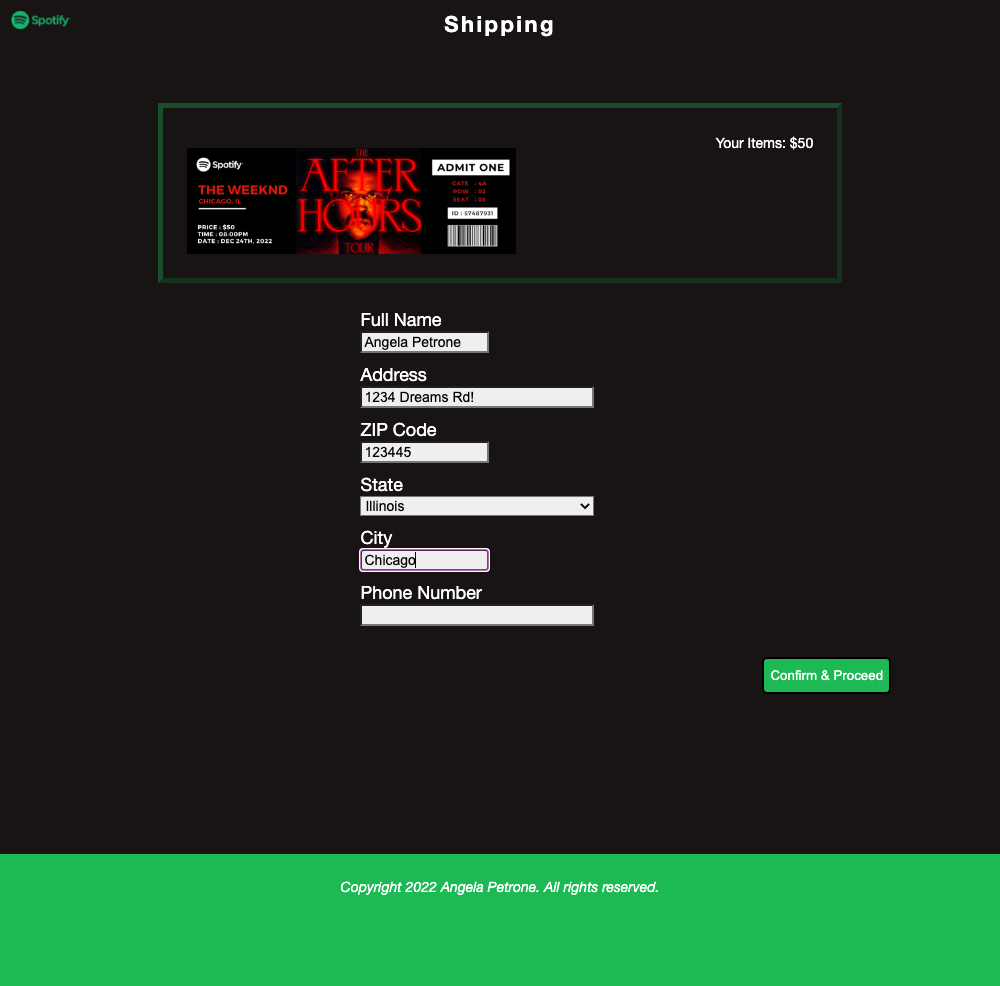 Spotify
Shipping
Your Items: $50
Spotify
THE WEEKND
CHICAGO, IL
PRICE : $50
TIME : 08:00PM
DATE : DEC 24TH, 2022
THE
AFTER
HOURS
TOUR
ADMIT ONE
GATE : 4A
ROW : 02
SEAT : 03
ID : 57487931
Full Name
Angela Petrone
Address
1234 Dreams Rd!
ZIP Code
123445
State
Illinois
City
Chicago
Phone Number
Confirm & Proceed
Copyright 2022 Angela Petrone. All rights reserved.